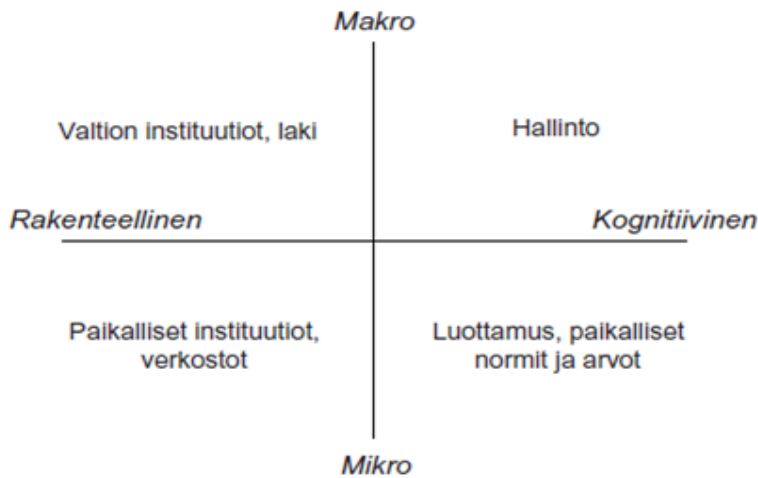 Makro
Valtion instituutiot, laki
Hallinto
Rakenteellinen
Kognitiivinen
Paikalliset instituutiot,
verkostot
Luottamus, paikalliset
normit ja arvot
Mikro